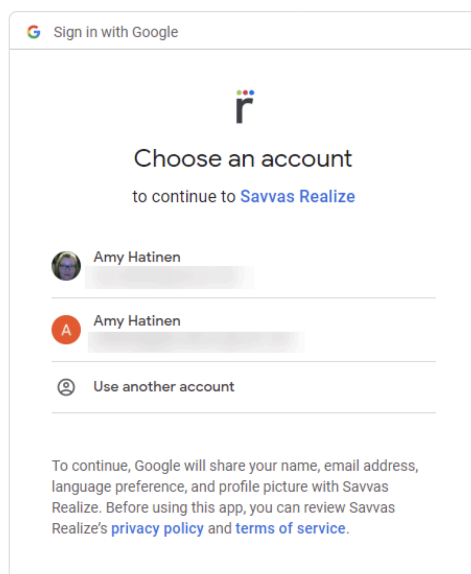 Sign in with Google
r
Choose an account
to continue to Savvas Realize
Amy Hatinen
A
Amy Hatinen
Use another account
To continue, Google will share your name, email address,
language preference, and profile picture with Savvas
Realize. Before using this app, you can review Savvas
Realize's privacy policy and terms of service.